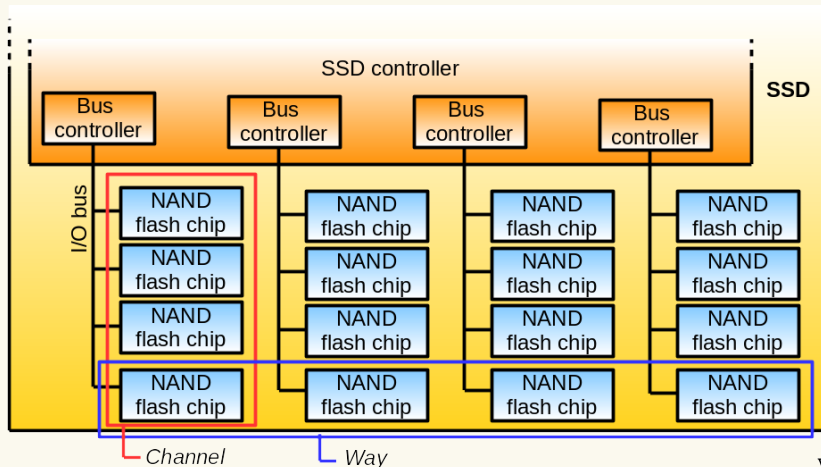 SSD controller
SSD
Bus
controller
Bus
controller
Bus
controller
Bus
controller
I/O bus
NAND
flash chip
NAND
flash chip
NAND
flash chip
NAND
flash chip
NAND
flash chip
NAND
flash chip
NAND
flash chip
NAND
flash chip
NAND
flash chip
NAND
flash chip
NAND
flash chip
NAND
flash chip
NAND
flash chip
NAND
flash chip
NAND
flash chip
NAND
flash chip
Channel
Way